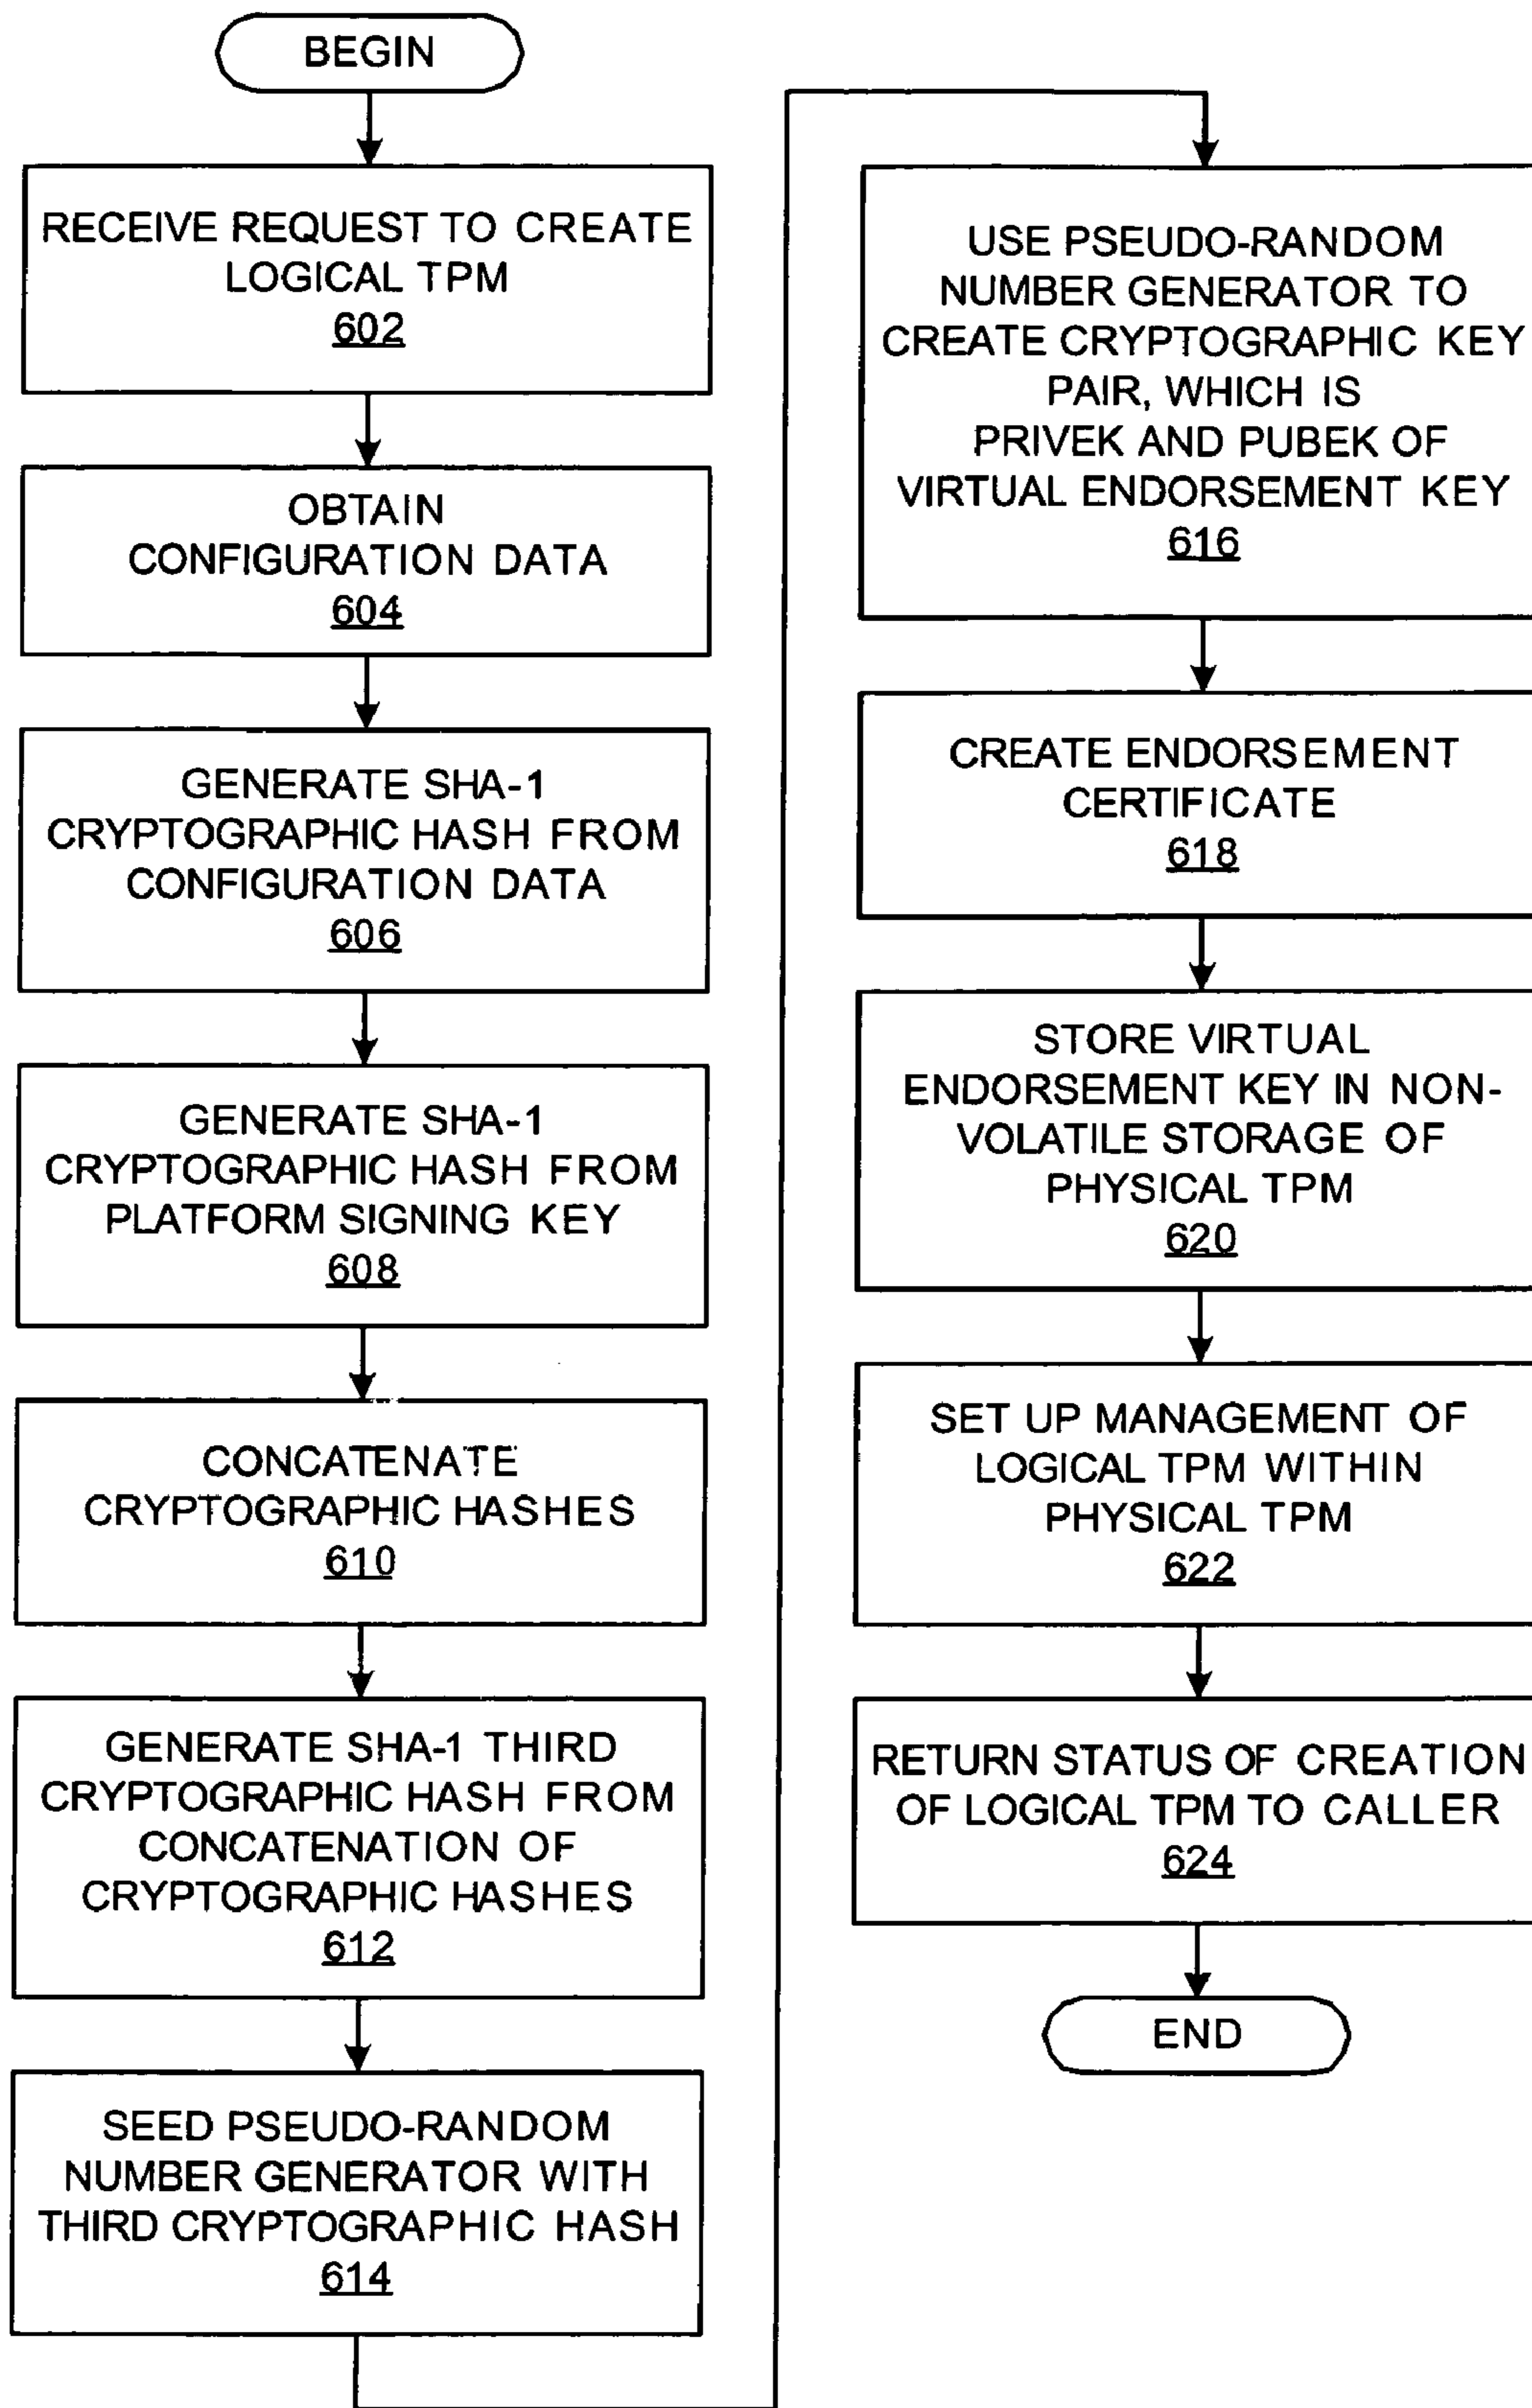 BEGIN
RECEIVE REQUEST TO CREATE
LOGICAL TPM
602
OBTAIN
CONFIGURATION DATA
604
GENERATE SHA-1
CRYPTOGRAPHIC HASH FROM
CONFIGURATION DATA
606
GENERATE SHA-1
CRYPTOGRAPHIC HASH FROM
PLATFORM SIGNING KEY
608
CONCATENATE
CRYPTOGRAPHIC HASHES
610
GENERATE SHA-1 THIRD
CRYPTOGRAPHIC HASH FROM
CONCATENATION OF
CRYPTOGRAPHIC HASHES
612
SEED PSEUDO-RANDOM
NUMBER GENERATOR WITH
THIRD CRYPTOGRAPHIC HASH
614
USE PSEUDO-RANDOM
NUMBER GENERATOR TO
CREATE CRYPTOGRAPHIC KEY
PAIR, WHICH IS
PRIVEK AND PUBEK OF
VIRTUAL ENDORSEMENT KEY
616
CREATE ENDORSEMENT
CERTIFICATE
618
STORE VIRTUAL
ENDORSEMENT KEY IN NON-
VOLATILE STORAGE OF
PHYSICAL TPM
620
SET UP MANAGEMENT OF
LOGICAL TPM WITHIN
PHYSICAL TPM
622
RETURN STATUS OF CREATION
OF LOGICAL TPM TO CALLER
624
END